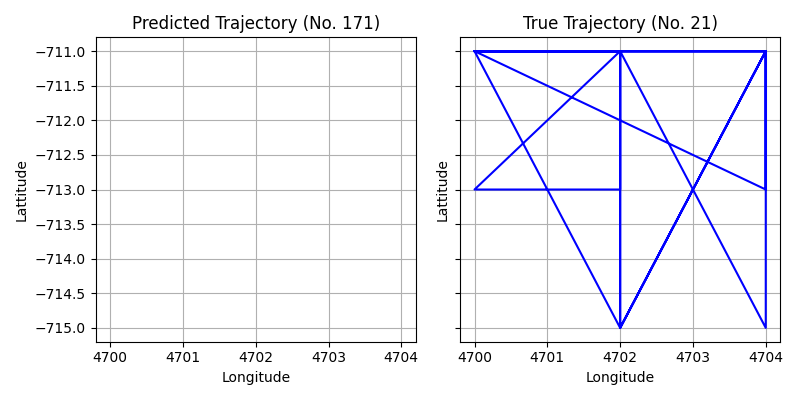 Predicted Trajectory (No. 171)
−711.0
−711.5
−712.0
−712.5
−713.0
−713.5
−714.0
−714.5
−715.0
Lattitude
4700 4701 4702 4703 4704
Longitude
True Trajectory (No. 21)
Lattitude
4700 4701 4702 4703 4704
Longitude